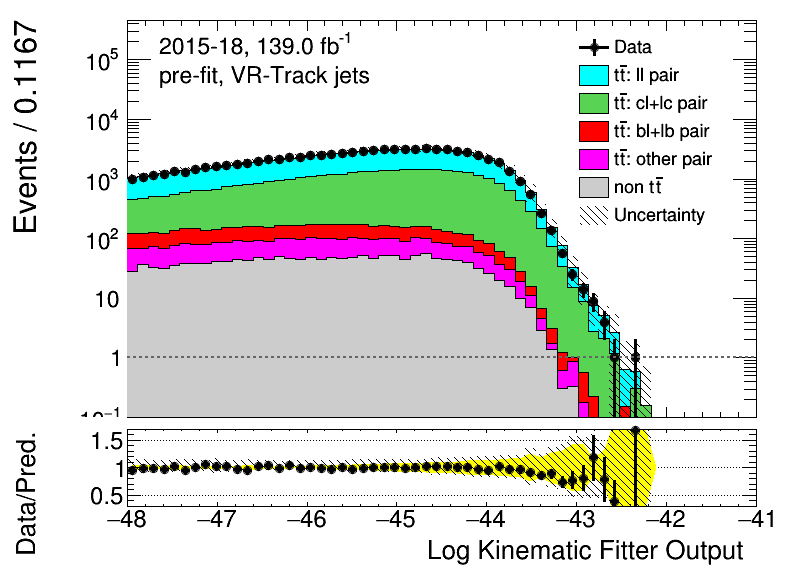 2015-18, 139.0 fb⁻¹
pre-fit, VR-Track jets
Data
tt̄: ll pair
tt̄: cl+lc pair
tt̄: bl+lb pair
tt̄: other pair
non tt̄
Uncertainty
Events / 0.1167
10⁵
10⁴
10³
10²
10
1
10⁻¹
Data/Pred.
1.5
1
0.5
−48 −47 −46 −45 −44 −43 −42 −41
Log Kinematic Fitter Output